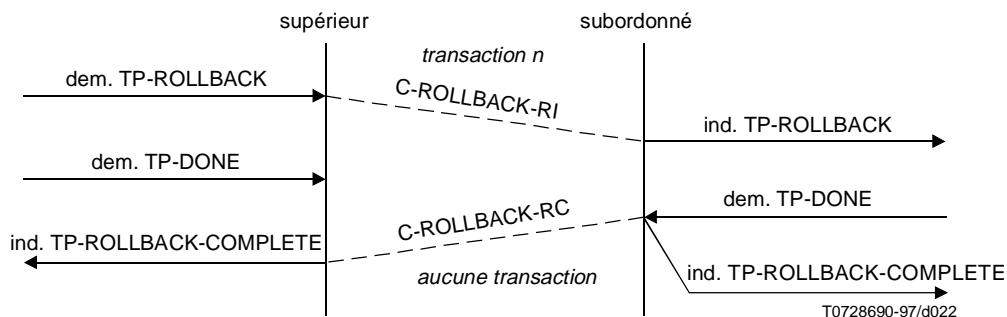 supérieur
subordonné
transaction n
dem. TP-ROLLBACK
C-ROLLBACK-RI
ind. TP-ROLLBACK
dem. TP-DONE
dem. TP-DONE
C-ROLLBACK-RC
ind. TP-ROLLBACK-COMPLETE
aucune transaction
ind. TP-ROLLBACK-COMPLETE
T0728690-97/d022